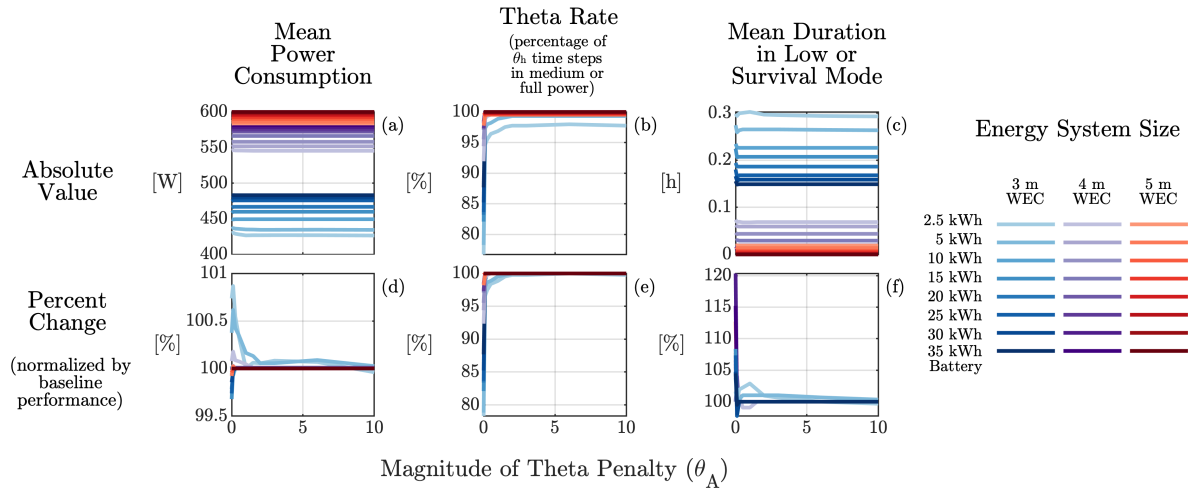 Mean
Power
Consumption
Theta Rate
(percentage of
θh time steps
in medium or
full power)
Mean Duration
in Low or
Survival Mode
Absolute
Value
[W]
600
550
500
450
400
(a)
[%]
100
95
90
85
80
(b)
[h]
0.3
0.2
0.1
0
(c)
Percent
Change
(normalized by
baseline
performance)
[%]
101
100.5
100
99.5
0 5 10
(d)
[%]
100
95
90
85
80
0 5 10
(e)
[%]
120
115
110
105
100
0 5 10
(f)
Magnitude of Theta Penalty (θA)
Energy System Size
3 m
WEC
4 m
WEC
5 m
WEC
2.5 kWh
5 kWh
10 kWh
15 kWh
20 kWh
25 kWh
30 kWh
35 kWh
Battery